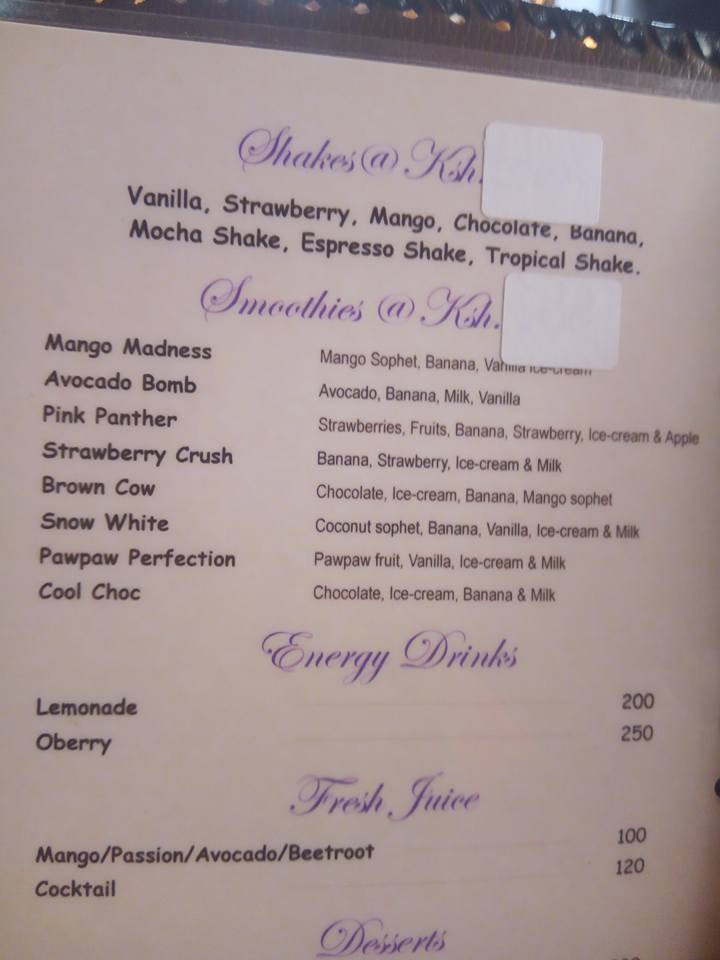 Shakes @ Ksh.
Vanilla, Strawberry, Mango, Chocolate, Banana,
Mocha Shake, Espresso Shake, Tropical Shake.
Smoothies @ Ksh.
Mango Madness Mango Sophet, Banana, Vanilla Ice-cream
Avocado Bomb Avocado, Banana, Milk, Vanilla
Pink Panther Strawberries, Fruits, Banana, Strawberry, Ice-cream & Apple
Strawberry Crush Banana, Strawberry, Ice-cream & Milk
Brown Cow Chocolate, Ice-cream, Banana, Mango sophet
Snow White Coconut sophet, Banana, Vanilla, Ice-cream & Milk
Pawpaw Perfection Pawpaw fruit, Vanilla, Ice-cream & Milk
Cool Choc Chocolate, Ice-cream, Banana & Milk
Energy Drinks
Lemonade 200
Oberry 250
Fresh Juice
Mango/Passion/Avocado/Beetroot 100
Cocktail 120
Desserts